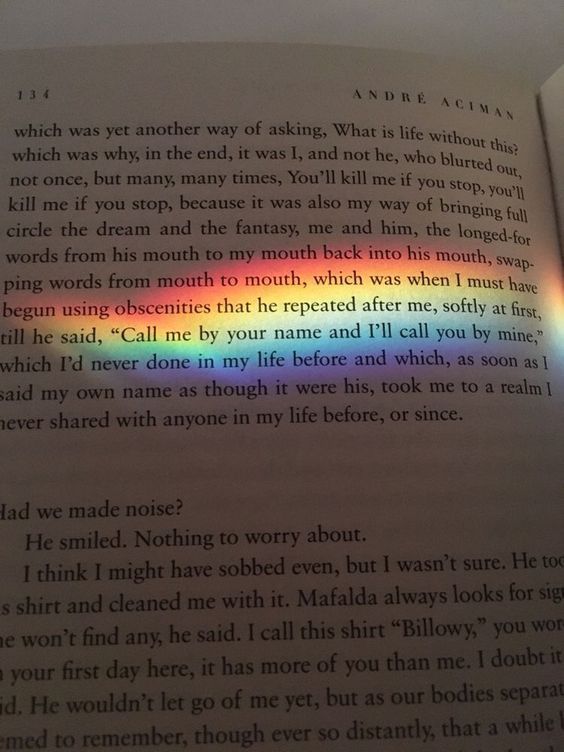 134
ANDRÉ ACIMAN
which was yet another way of asking, What is life without this?
which was why, in the end, it was I, and not he, who blurted out,
not once, but many, many times, You'll kill me if you stop, you'll
kill me if you stop, because it was also my way of bringing full
circle the dream and the fantasy, me and him, the longed-for
words from his mouth to my mouth back into his mouth, swap-
ping words from mouth to mouth, which was when I must have
begun using obscenities that he repeated after me, softly at first,
till he said, “Call me by your name and I'll call you by mine,”
which I'd never done in my life before and which, as soon as I
said my own name as though it were his, took me to a realm I
never shared with anyone in my life before, or since.
Had we made noise?
He smiled. Nothing to worry about.
I think I might have sobbed even, but I wasn't sure. He too
s shirt and cleaned me with it. Mafalda always looks for sig
he won't find any, he said. I call this shirt “Billowy,” you wor
your first day here, it has more of you than me. I doubt it
id. He wouldn't let go of me yet, but as our bodies separat
emed to remember, though ever so distantly, that a while